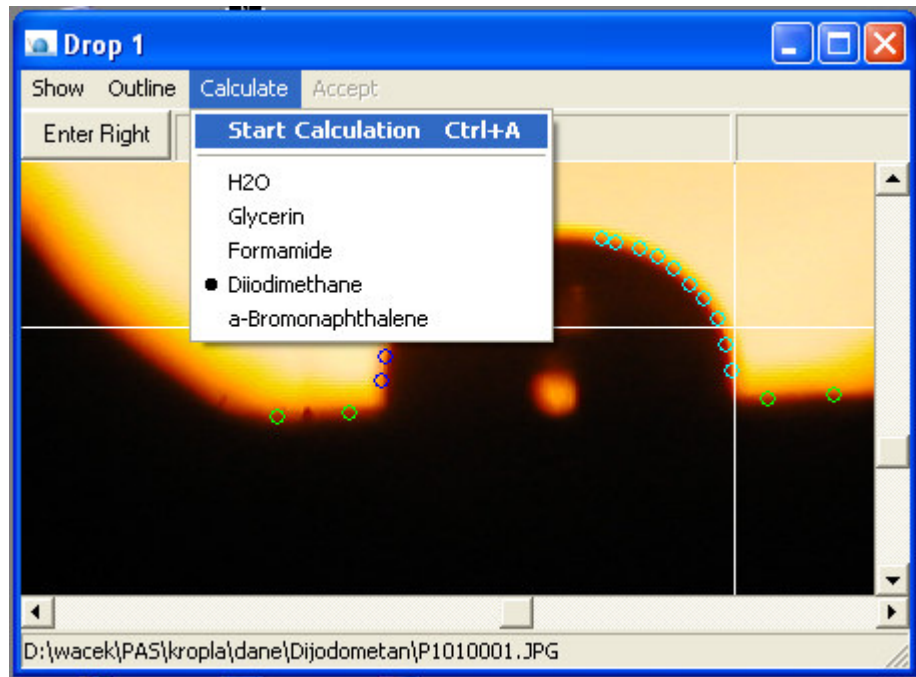 Drop 1
Show Outline Calculate Accept
Enter Right
Start Calculation Ctrl+A
H2O
Glycerin
Formamide
Diiodimethane
a-Bromonaphthalene
D:\wacek\PAS\kropla\dane\Dijodometan\P1010001.JPG